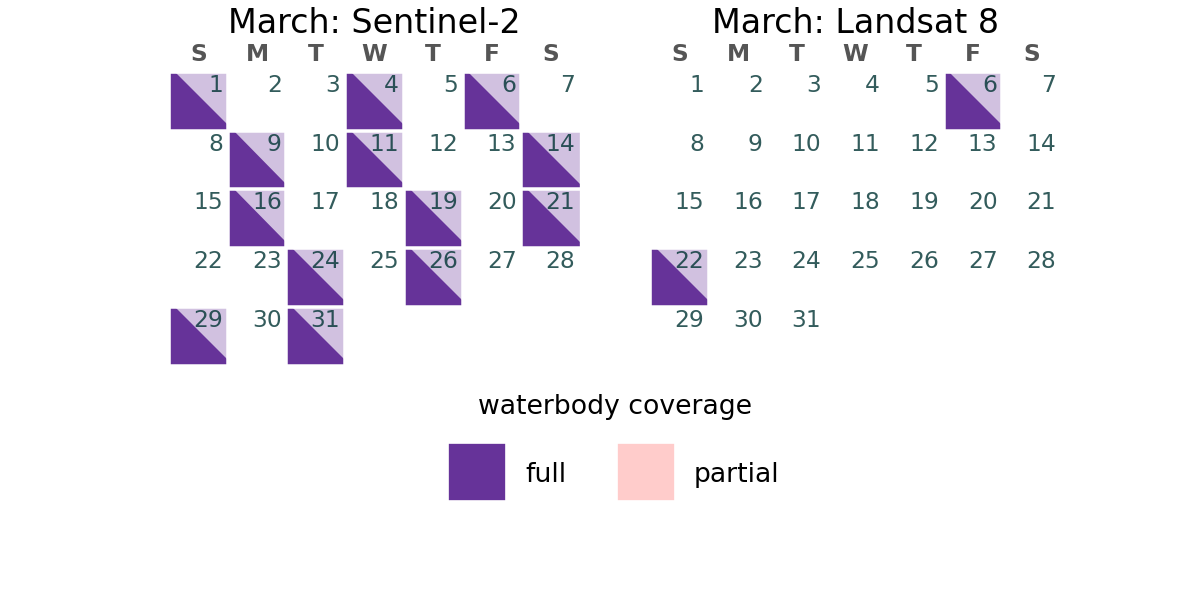 March: Sentinel-2
S M T W T F S
1 2 3 4 5 6 7
8 9 10 11 12 13 14
15 16 17 18 19 20 21
22 23 24 25 26 27 28
29 30 31
March: Landsat 8
S M T W T F S
1 2 3 4 5 6 7
8 9 10 11 12 13 14
15 16 17 18 19 20 21
22 23 24 25 26 27 28
29 30 31
waterbody coverage
full partial